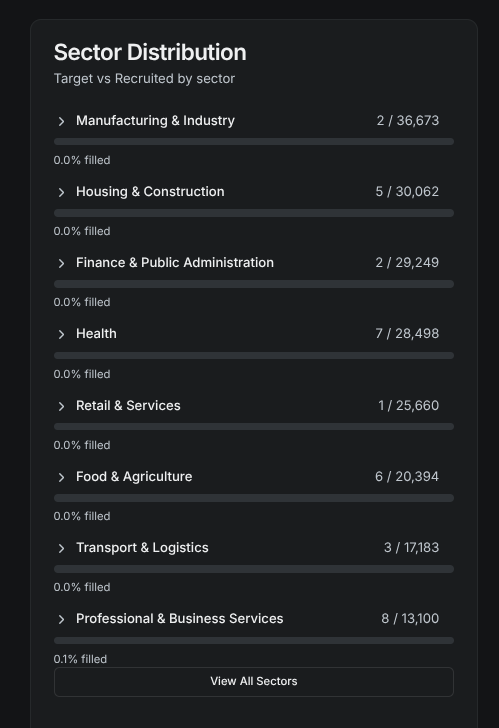 Sector Distribution
Target vs Recruited by sector
Manufacturing & Industry 2 / 36,673
0.0% filled
Housing & Construction 5 / 30,062
0.0% filled
Finance & Public Administration 2 / 29,249
0.0% filled
Health 7 / 28,498
0.0% filled
Retail & Services 1 / 25,660
0.0% filled
Food & Agriculture 6 / 20,394
0.0% filled
Transport & Logistics 3 / 17,183
0.0% filled
Professional & Business Services 8 / 13,100
0.1% filled
View All Sectors